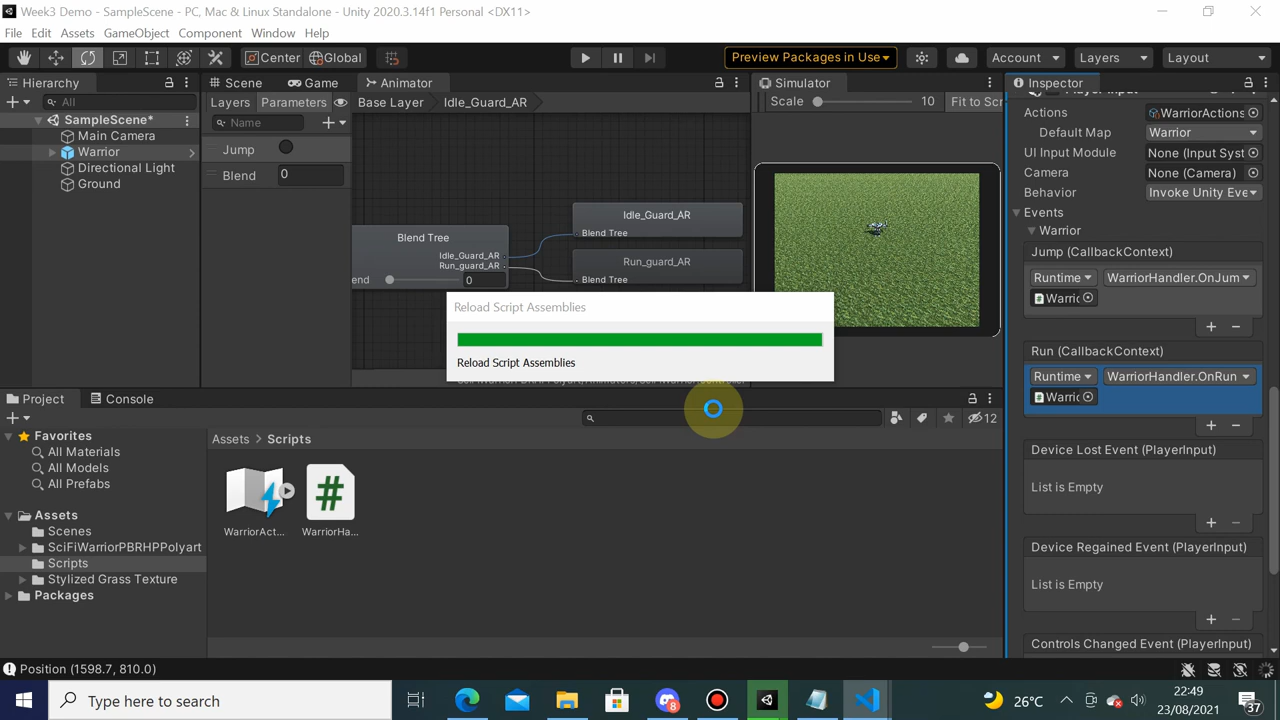 Week3 Demo - SampleScene - PC, Mac & Linux Standalone - Unity 2020.3.14f1 Personal <DX11>
File Edit Assets GameObject Component Window Help
Center Global Preview Packages in Use Account Layers Layout
Hierarchy
All
SampleScene*
Main Camera
Warrior
Directional Light
Ground
Scene Game Animator
Layers Parameters Base Layer Idle_Guard_AR
Name
Jump
Blend 0
Blend Tree
Idle_Guard_AR
Run_guard_AR
end 0
Idle_Guard_AR
Blend Tree
Run_guard_AR
Blend Tree
Simulator
Scale 10 Fit to Scr
Reload Script Assemblies
Reload Script Assemblies
Inspector
Actions WarriorActions
Default Map Warrior
UI Input Module None (Input Syst
Camera None (Camera)
Behavior Invoke Unity Eve
Events
Warrior
Jump (CallbackContext)
Runtime WarriorHandler.OnJum
Warric
Run (CallbackContext)
Runtime WarriorHandler.OnRun
Warric
Device Lost Event (PlayerInput)
List is Empty
Device Regained Event (PlayerInput)
List is Empty
Controls Changed Event (PlayerInput)
Project Console
12
Favorites
All Materials
All Models
All Prefabs
Assets
Scenes
SciFiWarriorPBRHPPolyart
Scripts
Stylized Grass Texture
Packages
Assets > Scripts
WarriorAct...
WarriorHa...
Position (1598.7, 810.0)
Type here to search
8
26°C
22:49
23/08/2021
37